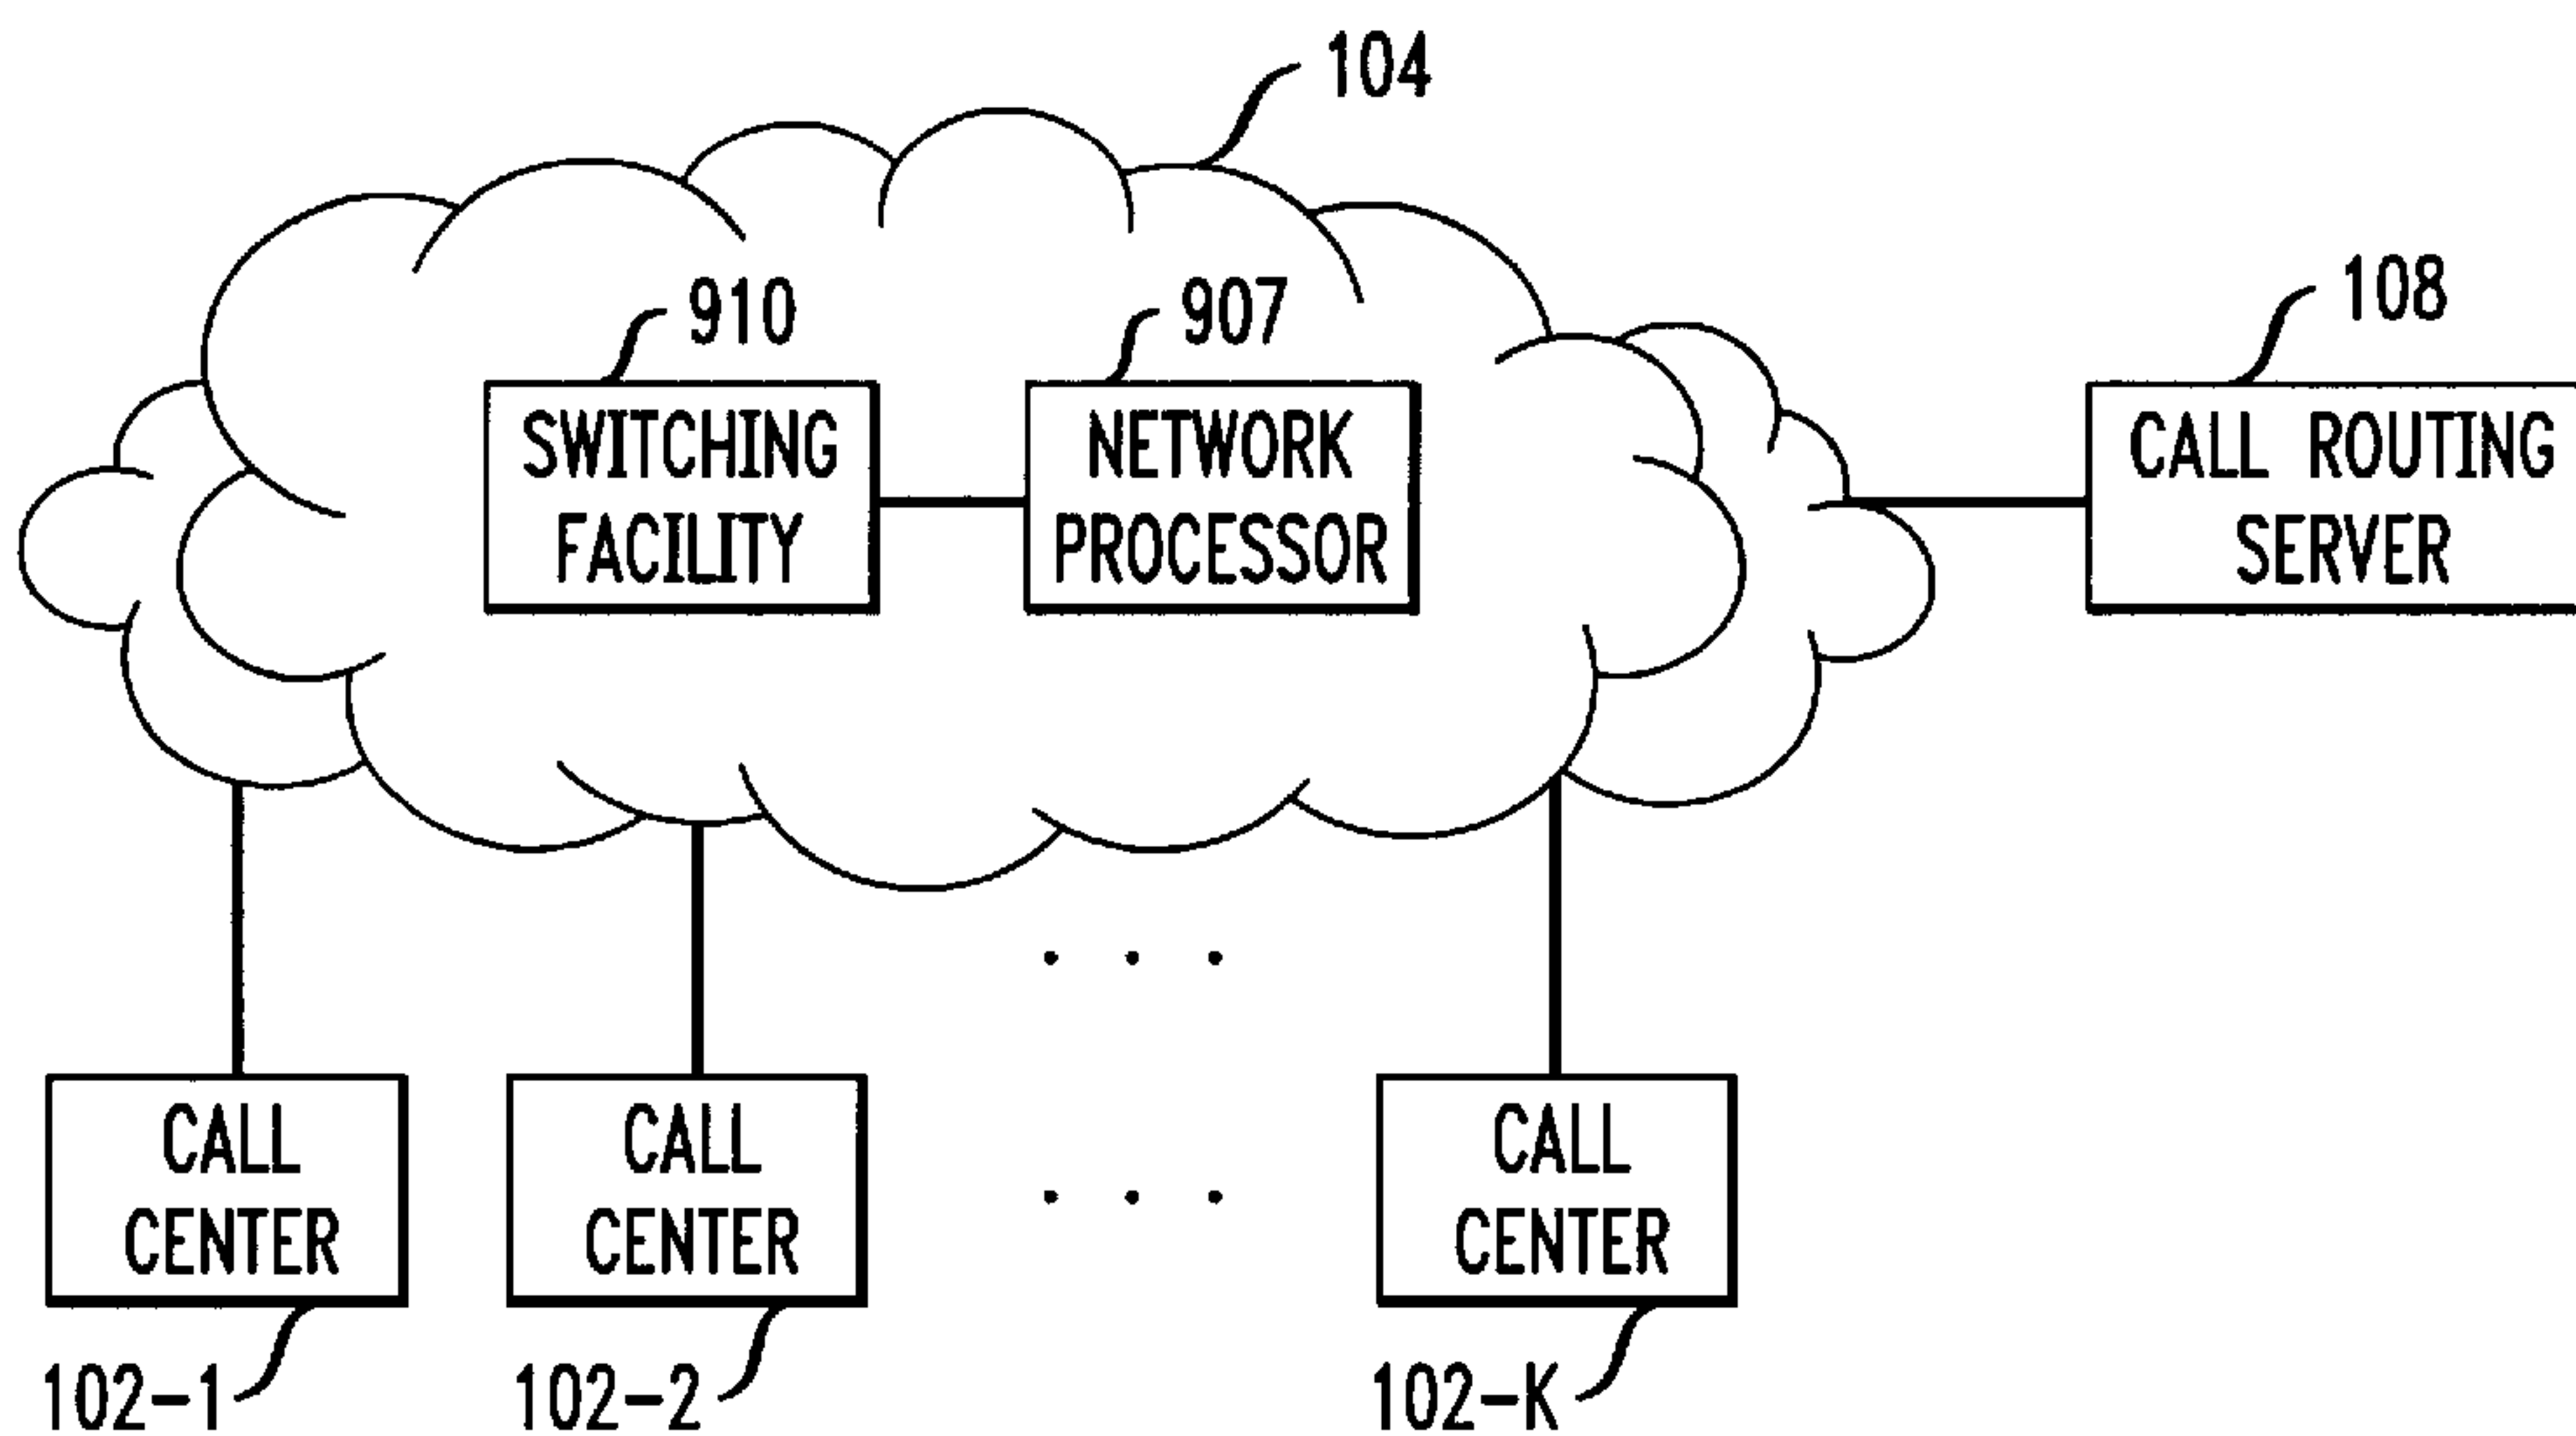 104
910
907
108
SWITCHING
FACILITY
NETWORK
PROCESSOR
CALL ROUTING
SERVER
CALL
CENTER
CALL
CENTER
CALL
CENTER
102-1
102-2
102-K